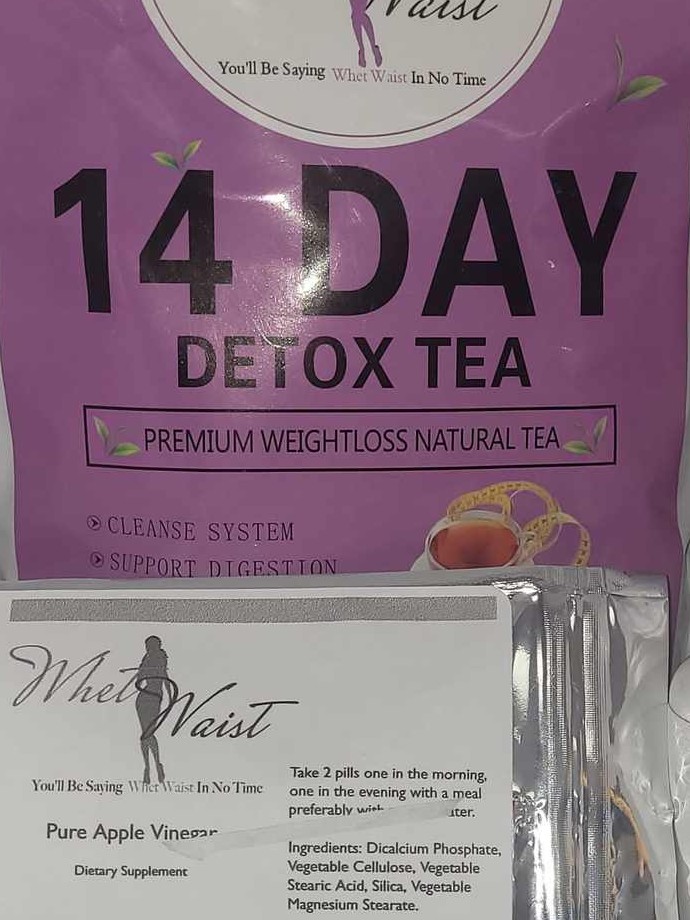 Waist
You'll Be Saying Whet Waist In No Time
14 DAY
DETOX TEA
PREMIUM WEIGHTLOSS NATURAL TEA
CLEANSE SYSTEM
SUPPORT DIGESTION
Whet Waist
You'll Be Saying Whet Waist In No Time
Pure Apple Vinegar
Dietary Supplement
Take 2 pills one in the morning,
one in the evening with a meal
preferably with
Ingredients: Dicalcium Phosphate,
Vegetable Cellulose, Vegetable
Stearic Acid, Silica, Vegetable
Magnesium Stearate.